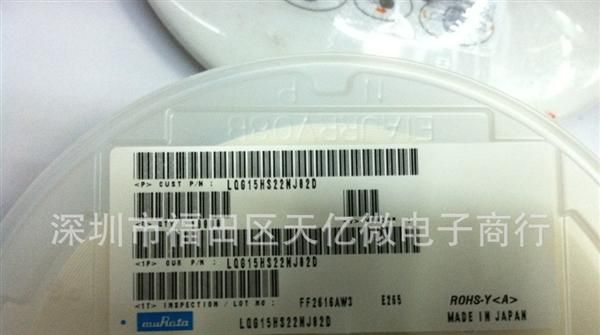 EIAJRRV08B
<P> CUST P/N : LQG15HS22NJ02D
深圳市福田区天亿微电子商行
<1P> OUR P/N : LQG15HS22NJ02D
<1T> INSPECTION / LOT NO : FF2616AW3 E265 ROHS-Y<A>
muRata LQG15HS22NJ02D MADE IN JAPAN